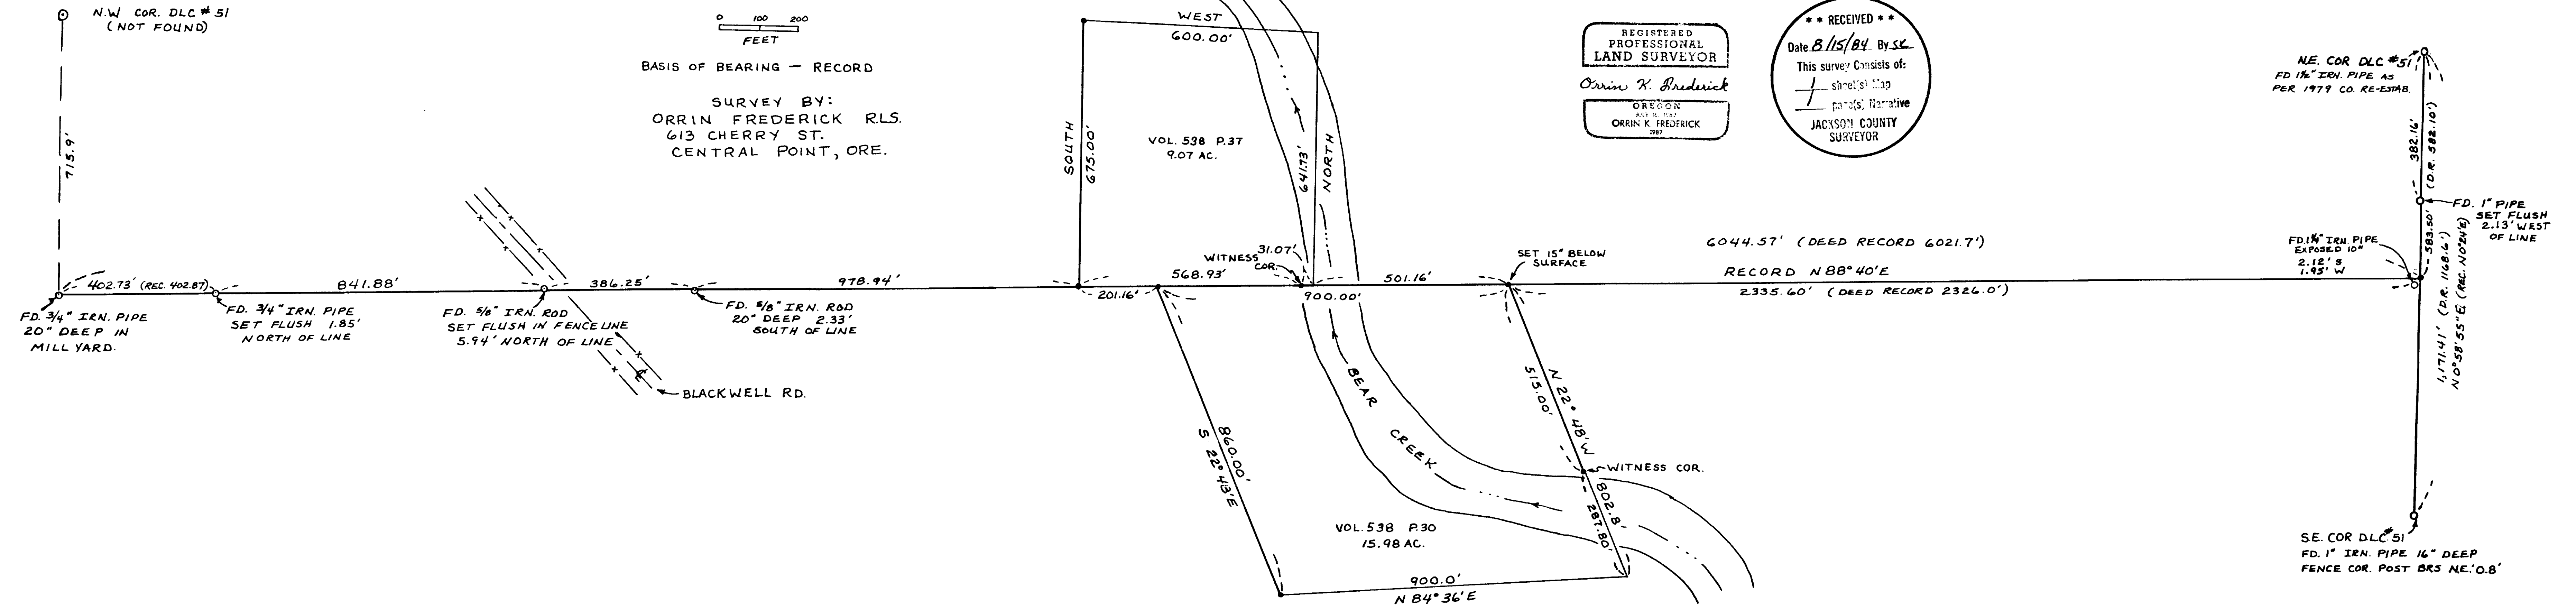 N.W COR. DLC # 51
(NOT FOUND)
715.9'
0 100 200
FEET
BASIS OF BEARING — RECORD
SURVEY BY:
ORRIN FREDERICK R.L.S.
613 CHERRY ST.
CENTRAL POINT, ORE.
WEST
600.00'
SOUTH
675.00'
VOL. 538 P.37
9.07 AC.
641.73'
NORTH
REGISTERED
PROFESSIONAL
LAND SURVEYOR
Orrin K. Frederick
OREGON
ORRIN K. FREDERICK
1987
* * RECEIVED * *
Date 8/15/84 By SK
This survey Consists of:
1 sheet(s) Map
1 page(s) Narrative
JACKSON COUNTY
SURVEYOR
N.E. COR DLC #51
FD 1½" IRN. PIPE AS
PER 1979 CO. RE-ESTAB.
382.16'
(D.R. 582.10')
FD. 1" PIPE
SET FLUSH
2.13' WEST
OF LINE
583.50'
1,171.41' (D.R. 1168.6')
N0°58'55"E (REC. N0°24'E)
FD. 1¼" IRN. PIPE
EXPOSED 10"
2.12' S
1.95' W
6044.57' (DEED RECORD 6021.7')
RECORD N 88° 40' E
2335.60' (DEED RECORD 2326.0')
402.73' (REC. 402.87)
841.88'
386.25'
978.94'
201.16'
568.93'
31.07'
WITNESS
COR.
900.00'
501.16'
SET 15" BELOW
SURFACE
FD. 3/4" IRN. PIPE
20" DEEP IN
MILL YARD.
FD. 3/4" IRN. PIPE
SET FLUSH 1.85'
NORTH OF LINE
FD. 5/8" IRN. ROD
SET FLUSH IN FENCELINE
5.94' NORTH OF LINE
FD. 5/8" IRN. ROD
20" DEEP 2.33'
SOUTH OF LINE
BLACKWELL RD.
860.00'
S 22° 43' E
BEAR CREEK
N 22° 48' W
515.00'
WITNESS COR.
802.8
287.80'
VOL. 538 P.30
15.98 AC.
900.0'
N 84° 36' E
S.E. COR DLC #51
FD. 1" IRN. PIPE 16" DEEP
FENCE COR. POST BRS N.E. 0.8'